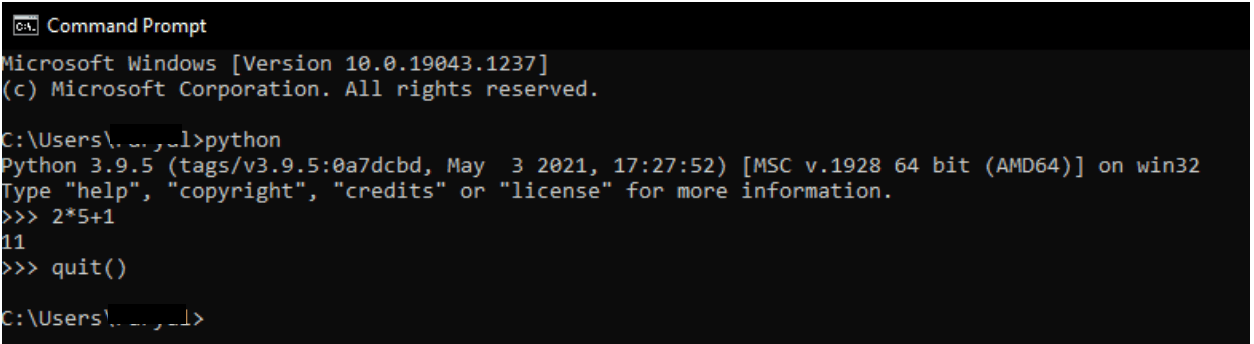 Command Prompt
Microsoft Windows [Version 10.0.19043.1237]
(c) Microsoft Corporation. All rights reserved.
C:\Users\ >python
Python 3.9.5 (tags/v3.9.5:0a7dcbd, May  3 2021, 17:27:52) [MSC v.1928 64 bit (AMD64)] on win32
Type "help", "copyright", "credits" or "license" for more information.
>>> 2*5+1
11
>>> quit()
C:\Users\ >